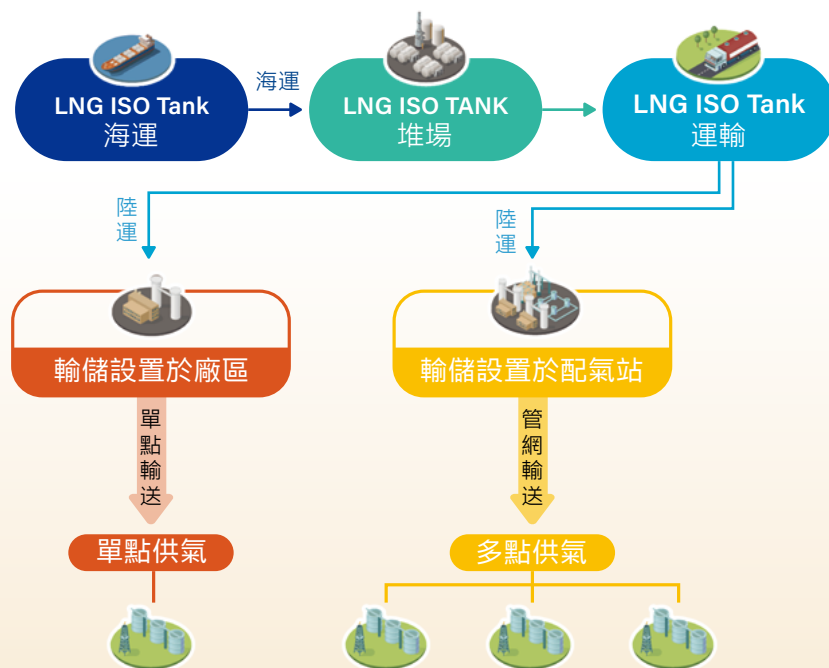 LNG ISO Tank
海運
海運
LNG ISO TANK
堆場
LNG ISO Tank
運輸
陸運
陸運
輸儲設置於廠區
輸儲設置於配氣站
單點輸送
管網輸送
單點供氣
多點供氣